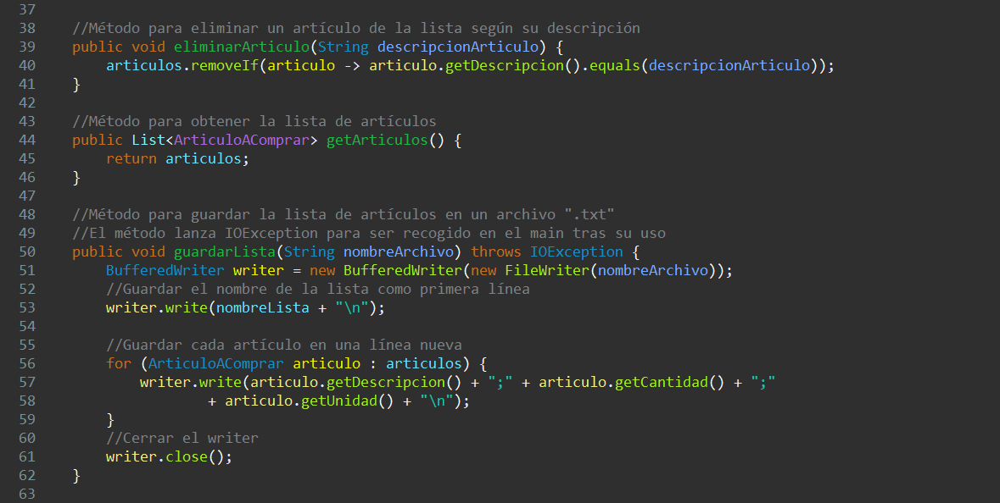 37
38    //Método para eliminar un artículo de la lista según su descripción
39    public void eliminarArticulo(String descripcionArticulo) {
40        articulos.removeIf(articulo -> articulo.getDescripcion().equals(descripcionArticulo));
41    }
42
43    //Método para obtener la lista de artículos
44    public List<ArticuloAComprar> getArticulos() {
45        return articulos;
46    }
47
48    //Método para guardar la lista de artículos en un archivo ".txt"
49    //El método lanza IOException para ser recogido en el main tras su uso
50    public void guardarLista(String nombreArchivo) throws IOException {
51        BufferedWriter writer = new BufferedWriter(new FileWriter(nombreArchivo));
52        //Guardar el nombre de la lista como primera línea
53        writer.write(nombreLista + "\n");
54
55        //Guardar cada artículo en una línea nueva
56        for (ArticuloAComprar articulo : articulos) {
57            writer.write(articulo.getDescripcion() + ";" + articulo.getCantidad() + ";"
58                    + articulo.getUnidad() + "\n");
59        }
60        //Cerrar el writer
61        writer.close();
62    }
63